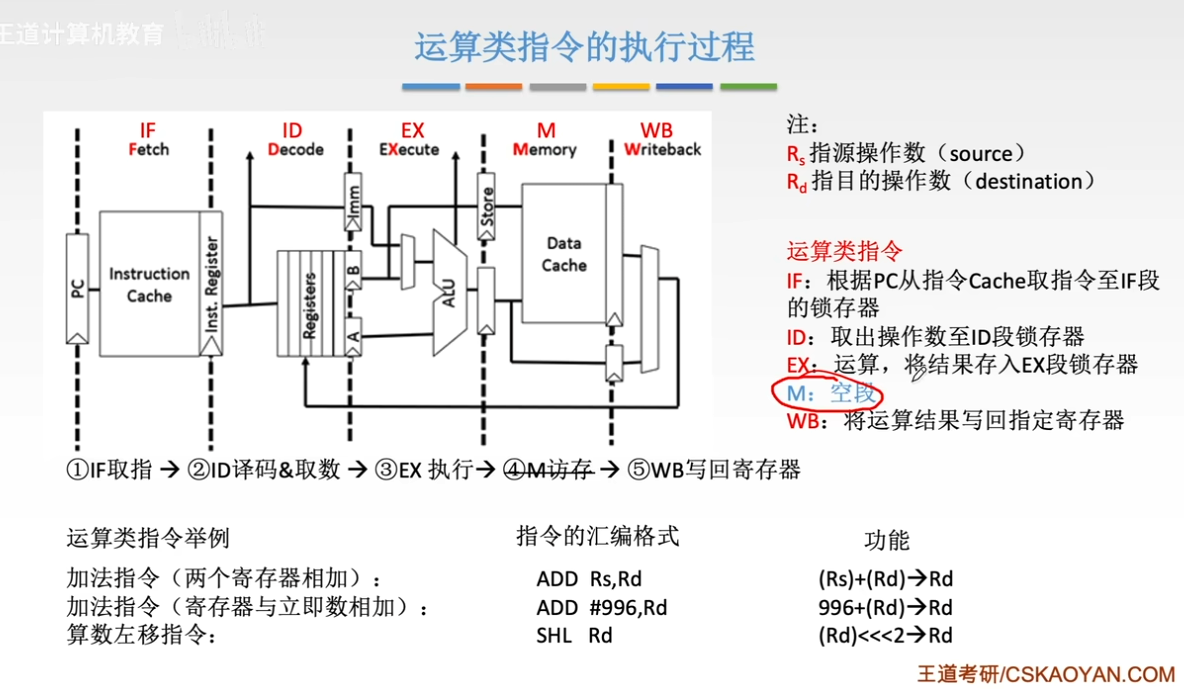 王道计算机教育
运算类指令的执行过程
IF
Fetch
ID
Decode
EX
EXecute
M
Memory
WB
Writeback
PC
Instruction
Cache
Inst. Register
Registers
Imm
B
A
ALU
Store
Data
Cache
注：
Rs 指源操作数（source）
Rd 指目的操作数（destination）
运算类指令
IF：根据PC从指令Cache取指令至IF段
的锁存器
ID：取出操作数至ID段锁存器
EX：运算，将结果存入EX段锁存器
M：空段
WB：将运算结果写回指定寄存器
①IF取指 → ②ID译码&取数 → ③EX 执行→ ④M访存 → ⑤WB写回寄存器
运算类指令举例 指令的汇编格式 功能
加法指令（两个寄存器相加）： ADD Rs,Rd (Rs)+(Rd)→Rd
加法指令（寄存器与立即数相加）： ADD #996,Rd 996+(Rd)→Rd
算数左移指令： SHL Rd (Rd)<<<2→Rd
王道考研/CSKAOYAN.COM